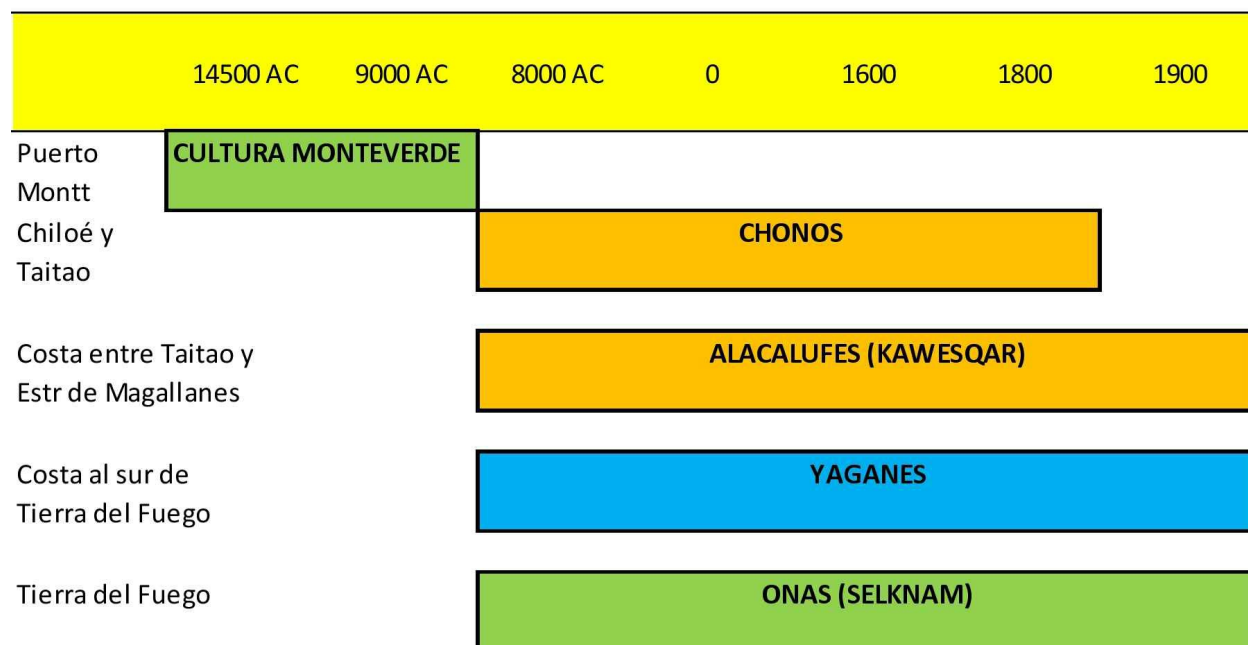 14500 AC 9000 AC 8000 AC 0 1600 1800 1900
Puerto
Montt
CULTURA MONTEVERDE
Chiloé y
Taitao
CHONOS
Costa entre Taitao y
Estr de Magallanes
ALACALUFES (KAWESQAR)
Costa al sur de
Tierra del Fuego
YAGANES
Tierra del Fuego
ONAS (SELKNAM)